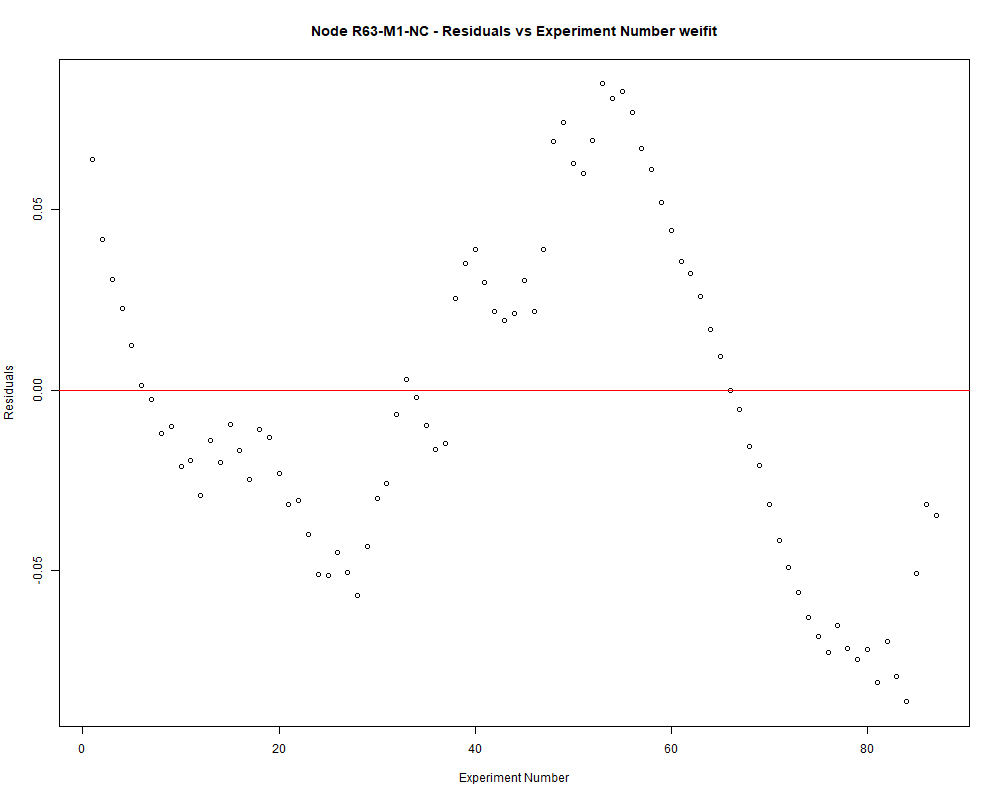 Node R63-M1-NC - Residuals vs Experiment Number weifit
Residuals
0.05
0.00
-0.05
0 20 40 60 80
Experiment Number